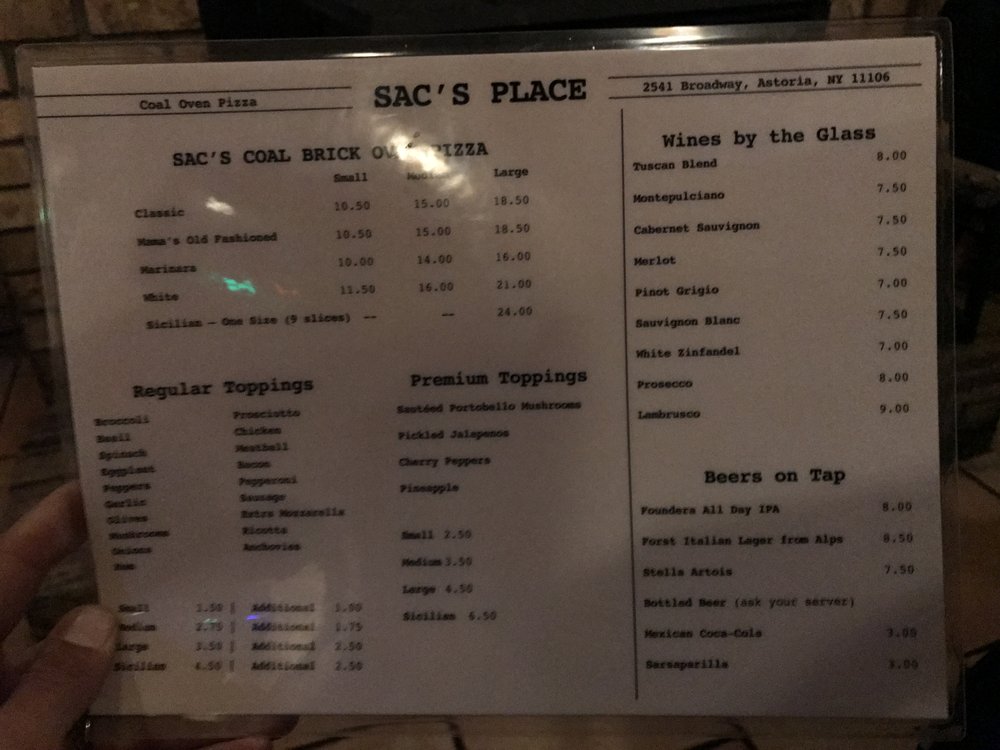 Coal Oven Pizza
SAC'S PLACE
2541 Broadway, Astoria, NY 11106
SAC'S COAL BRICK OVEN PIZZA
Small Medium Large
Classic 10.50 15.00 18.50
Mama's Old Fashioned 10.50 15.00 18.50
Marinara 10.00 14.00 16.00
White 11.50 16.00 21.00
Sicilian — One Size (9 slices) -- -- 24.00
Regular Toppings
Broccoli Prosciutto
Basil Chicken
Spinach Meatball
Eggplant Bacon
Peppers Pepperoni
Garlic Sausage
Olives Extra Mozzarella
Mushrooms Ricotta
Onions Anchovies
Ham
Small 1.50 | Additional 1.00
Medium 2.75 | Additional 1.75
Large 3.50 | Additional 2.50
Sicilian 4.50 | Additional 2.50
Premium Toppings
Sautéed Portobello Mushrooms
Pickled Jalapenos
Cherry Peppers
Pineapple
Small 2.50
Medium 3.50
Large 4.50
Sicilian 6.50
Wines by the Glass
Tuscan Blend 8.00
Montepulciano 7.50
Cabernet Sauvignon 7.50
Merlot 7.50
Pinot Grigio 7.00
Sauvignon Blanc 7.50
White Zinfandel 7.00
Prosecco 8.00
Lambrusco 9.00
Beers on Tap
Founders All Day IPA 8.00
Forst Italian Lager from Alps 8.50
Stella Artois 7.50
Bottled Beer (ask your server)
Mexican Coca-Cola 3.00
Sarsaparilla 3.00